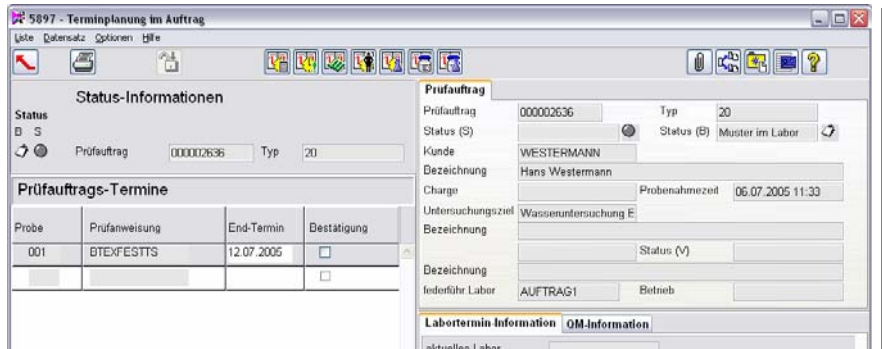 5897 - Terminplanung im Auftrag
Liste Datensatz Optionen Hilfe
Status-Informationen
Status
B S
Prüfauftrag 000002636 Typ 20
Prüfauftrags-Termine
Probe Prüfanweisung End-Termin Bestätigung
001 BTEXFESTTS 12.07.2005
Prüfauftrag
Prüfauftrag 000002636 Typ 20
Status (S) Status (B) Muster im Labor
Kunde WESTERMANN
Bezeichnung Hans Westermann
Charge Probenahmezeit 06.07.2005 11:33
Untersuchungsziel Wasseruntersuchung E
Bezeichnung
Status (V)
Bezeichnung
federführ Labor AUFTRAG1 Betrieb
Labortermin-Information QM-Information
aktuelles Labor